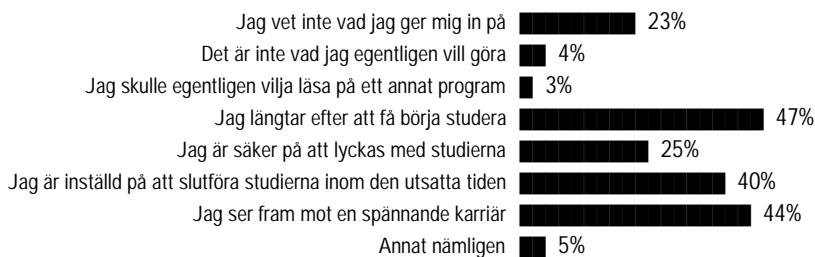 Jag vet inte vad jag ger mig in på 23%
Det är inte vad jag egentligen vill göra 4%
Jag skulle egentligen vilja läsa på ett annat program 3%
Jag längtar efter att få börja studera 47%
Jag är säker på att lyckas med studierna 25%
Jag är inställd på att slutföra studierna inom den utsatta tiden 40%
Jag ser fram mot en spännande karriär 44%
Annat nämligen 5%